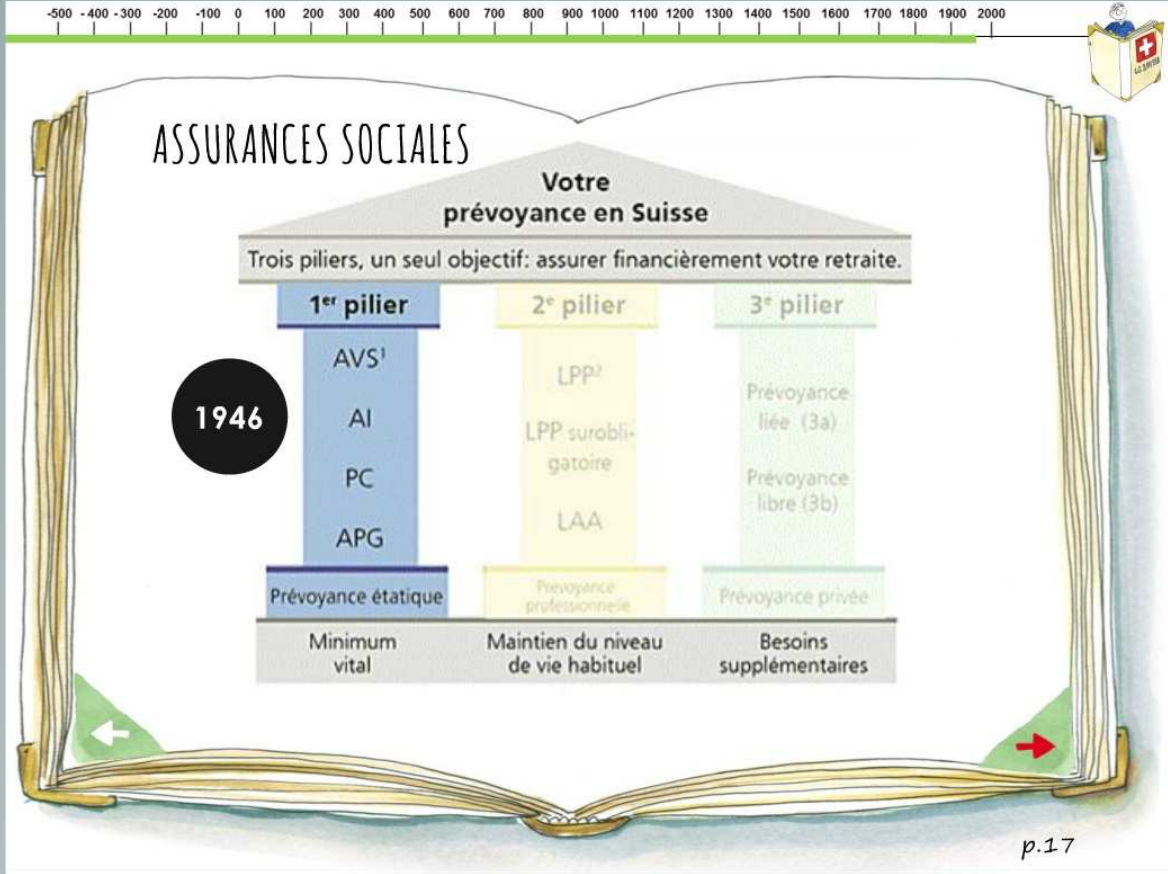 -500 -400 -300 -200 -100 0 100 200 300 400 500 600 700 800 900 1000 1100 1200 1300 1400 1500 1600 1700 1800 1900 2000
ASSURANCES SOCIALES
Votre
prévoyance en Suisse
Trois piliers, un seul objectif: assurer financièrement votre retraite.
1er pilier
2e pilier
3e pilier
1946
AVS¹
AI
PC
APG
LPP²
LPP surobli-
gatoire
LAA
Prévoyance
liée (3a)
Prévoyance
libre (3b)
Prévoyance étatique
Prévoyance
professionnelle
Prévoyance privée
Minimum
vital
Maintien du niveau
de vie habituel
Besoins
supplémentaires
p.17